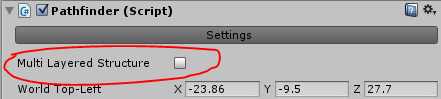 Pathfinder (Script)
Settings
Multi Layered Structure
World Top-Left X -23.86 Y -9.5 Z 27.7